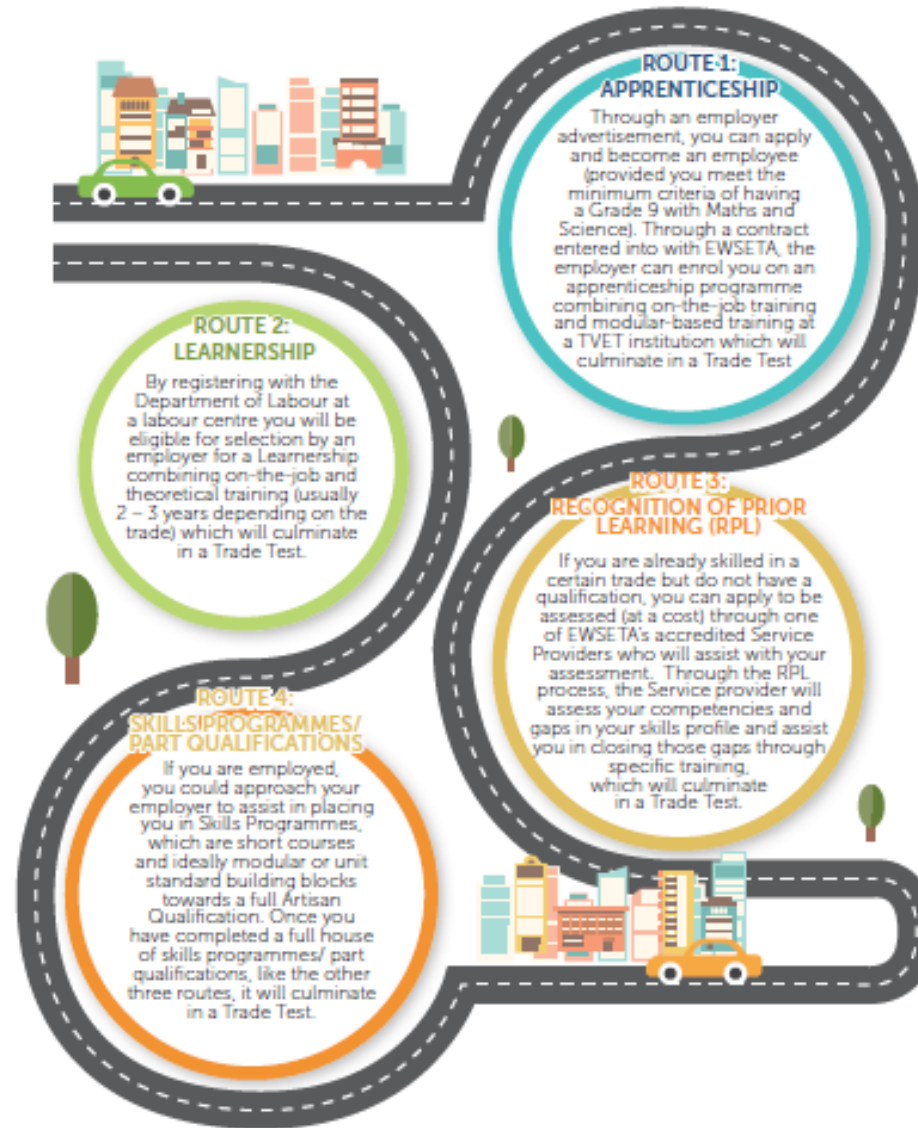 ROUTE 1:
APPRENTICESHIP
Through an employer
advertisement, you can apply
and become an employee
(provided you meet the
minimum criteria of having
a Grade 9 with Maths and
Science). Through a contract
entered into with EWSETA, the
employer can enrol you on an
apprenticeship programme
combining on-the-job training
and modular-based training at
a TVET institution which will
culminate in a Trade Test
ROUTE 2:
LEARNERSHIP
By registering with the
Department of Labour at
a labour centre you will be
eligible for selection by an
employer for a Learnership
combining on-the-job and
theoretical training (usually
2 – 3 years depending on the
trade) which will culminate
in a Trade Test.
ROUTE 3:
RECOGNITION OF PRIOR
LEARNING (RPL)
If you are already skilled in a
certain trade but do not have a
qualification, you can apply to be
assessed (at a cost) through one
of EWSETA's accredited Service
Providers who will assist with your
assessment. Through the RPL
process, the Service provider will
assess your competencies and
gaps in your skills profile and assist
you in closing those gaps through
specific training,
which will culminate
in a Trade Test.
ROUTE 4:
SKILLS PROGRAMMES/
PART QUALIFICATIONS
If you are employed,
you could approach your
employer to assist in placing
you in Skills Programmes,
which are short courses
and ideally modular or unit
standard building blocks
towards a full Artisan
Qualification. Once you
have completed a full house
of skills programmes/ part
qualifications, like the other
three routes, it will culminate
in a Trade Test.